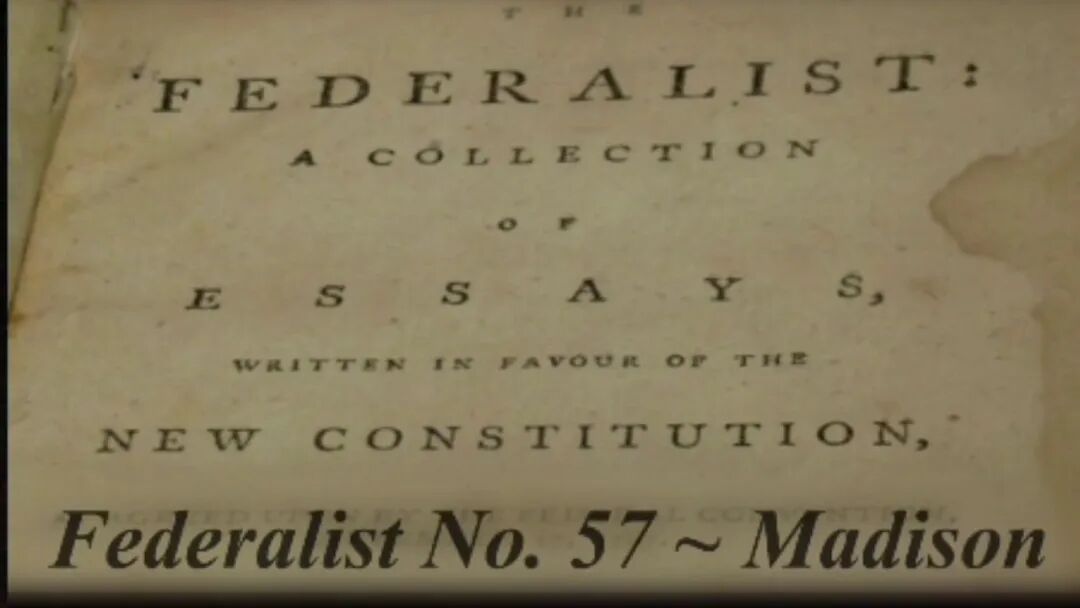 THE
FEDERALIST:
A COLLECTION
OF
ESSAYS,
WRITTEN IN FAVOUR OF THE
NEW CONSTITUTION,
Federalist No. 57 ~ Madison